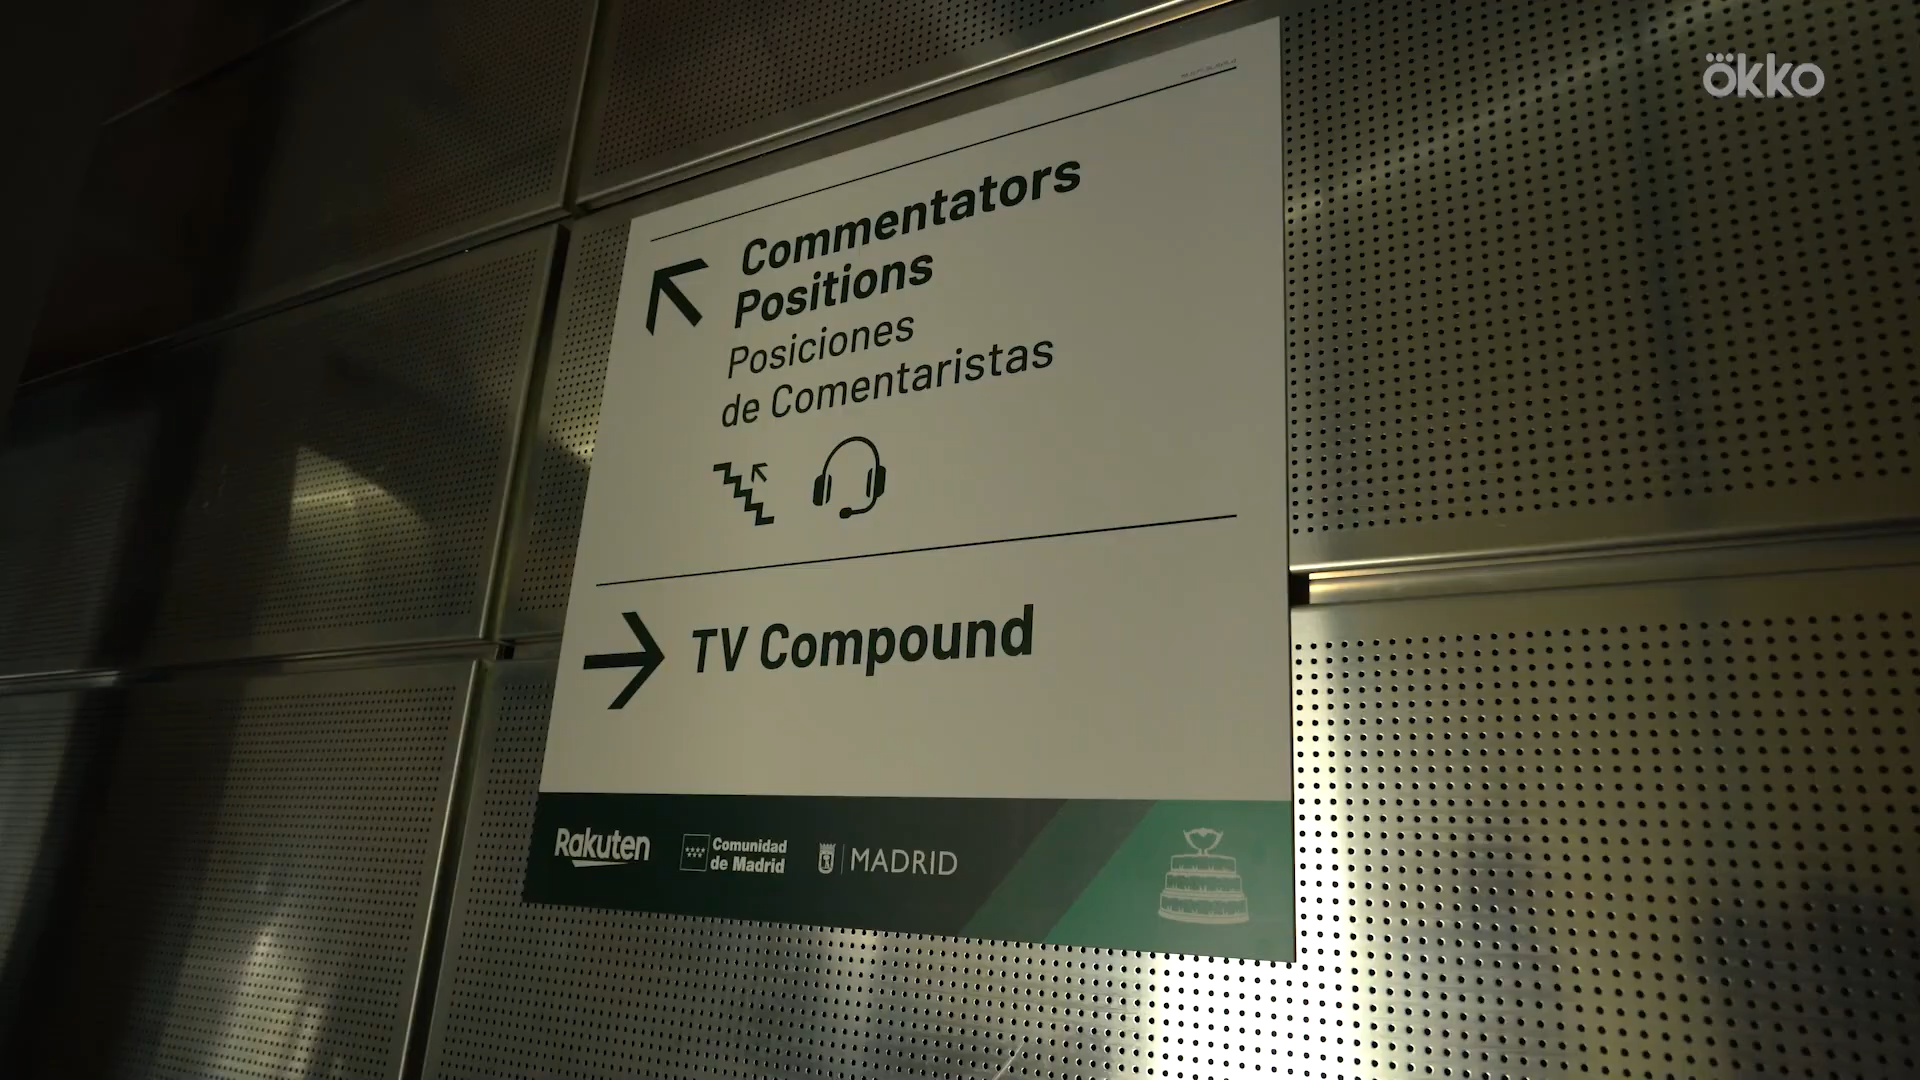 ökko
Commentators
Positions
Posiciones
de Comentaristas
TV Compound
Rakuten
Comunidad
de Madrid
MADRID